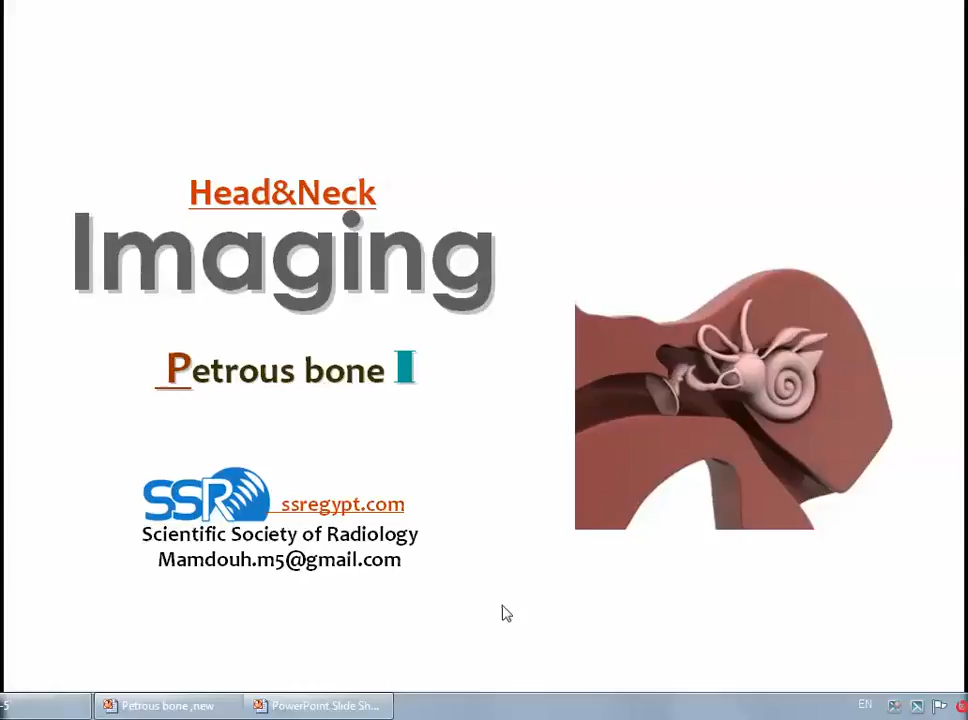 Head&Neck
Imaging
Petrous bone I
SSR ssregypt.com
Scientific Society of Radiology
Mamdouh.m5@gmail.com
-5 Petrous bone ,new PowerPoint Slide Sh... EN